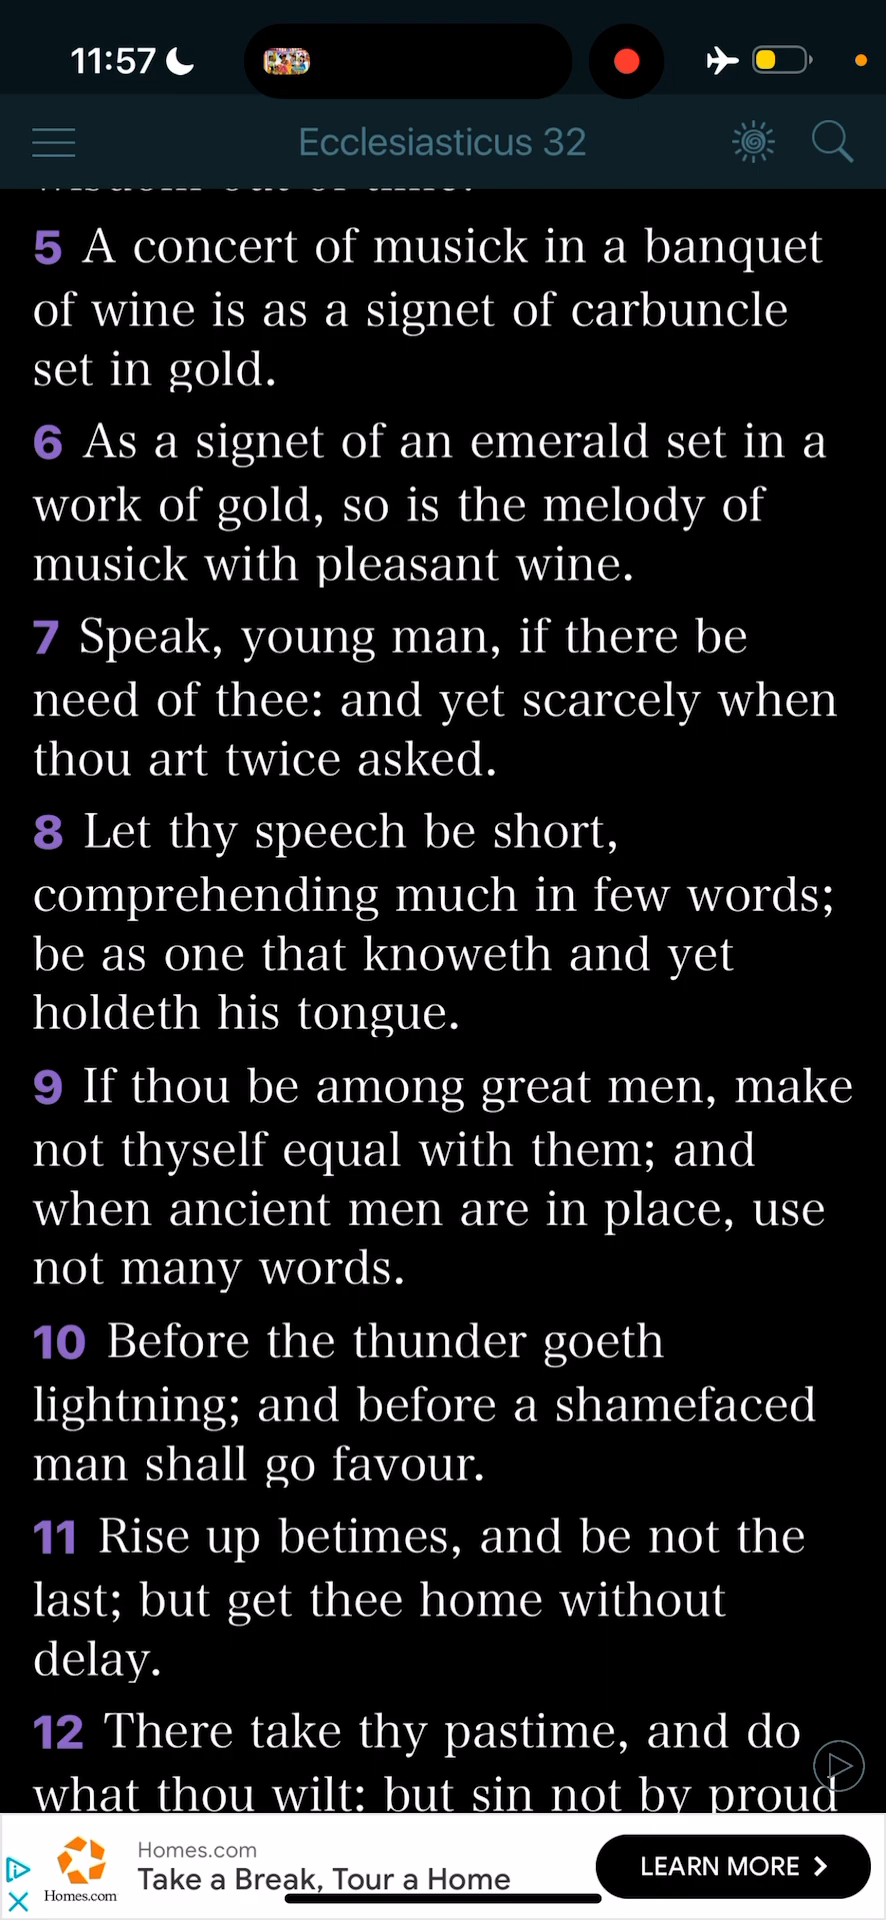 11:57
Ecclesiasticus 32
wisdom out of time.
5 A concert of musick in a banquet
of wine is as a signet of carbuncle
set in gold.
6 As a signet of an emerald set in a
work of gold, so is the melody of
musick with pleasant wine.
7 Speak, young man, if there be
need of thee: and yet scarcely when
thou art twice asked.
8 Let thy speech be short,
comprehending much in few words;
be as one that knoweth and yet
holdeth his tongue.
9 If thou be among great men, make
not thyself equal with them; and
when ancient men are in place, use
not many words.
10 Before the thunder goeth
lightning; and before a shamefaced
man shall go favour.
11 Rise up betimes, and be not the
last; but get thee home without
delay.
12 There take thy pastime, and do
what thou wilt: but sin not by proud
Homes.com
Take a Break, Tour a Home
LEARN MORE
Homes.com